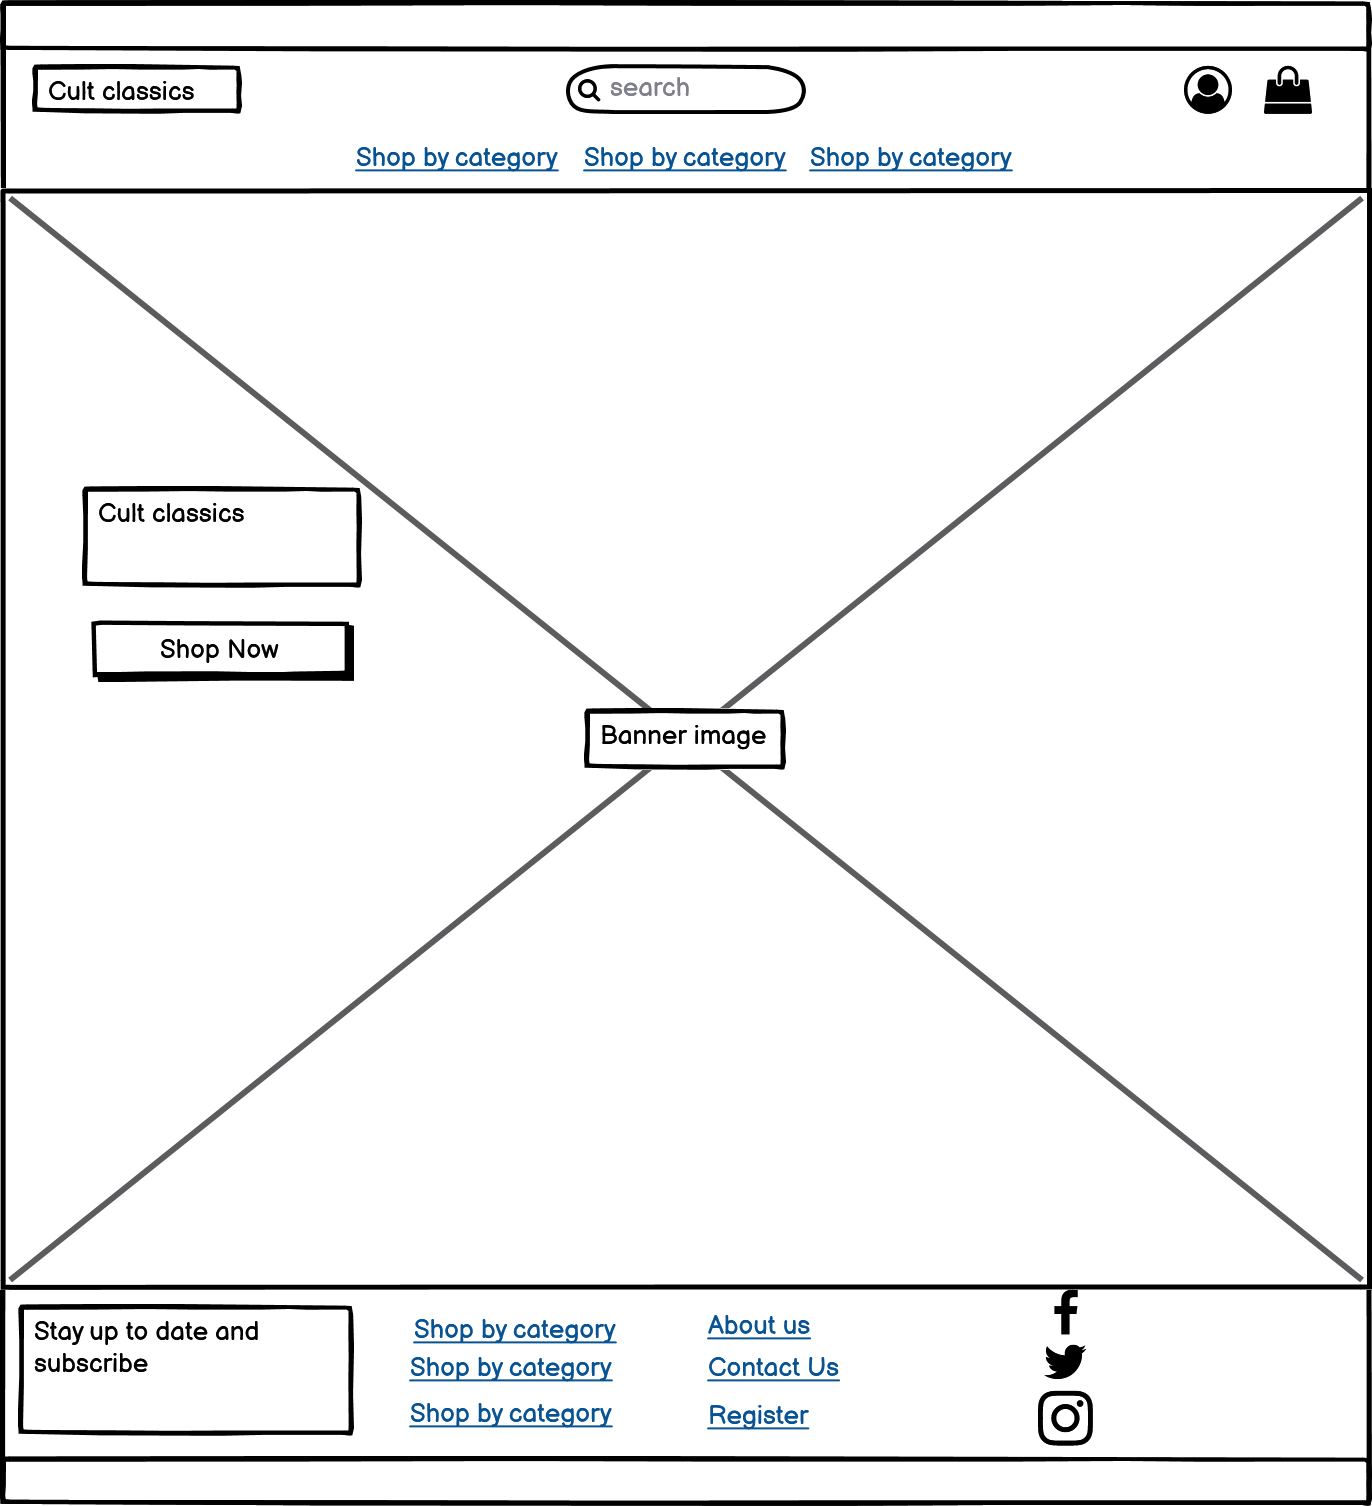 Cult classics
search
Shop by category Shop by category Shop by category
Cult classics
Shop Now
Banner image
Stay up to date and
subscribe
Shop by category
Shop by category
Shop by category
About us
Contact Us
Register